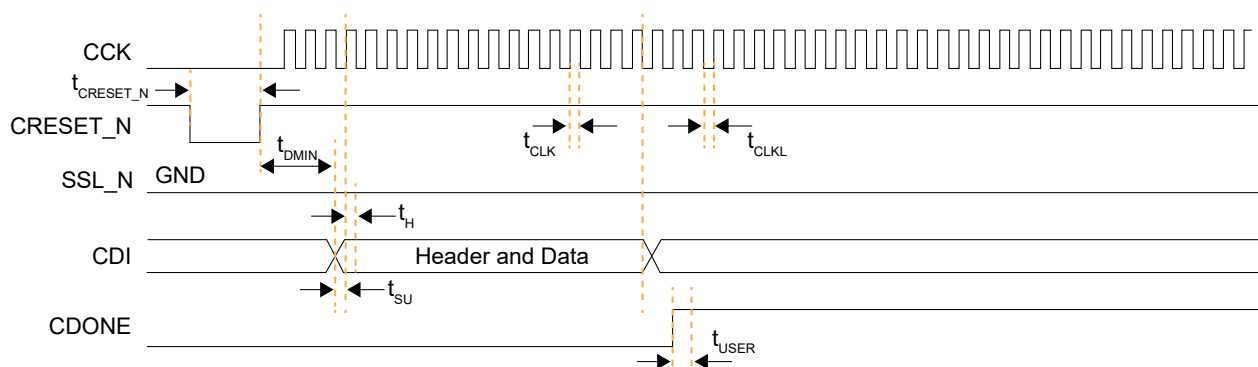 CCK
tCRESET_N
CRESET_N
tCLK
tCLKL
tDMIN
SSL_N
GND
tH
CDI
Header and Data
tSU
CDONE
tUSER